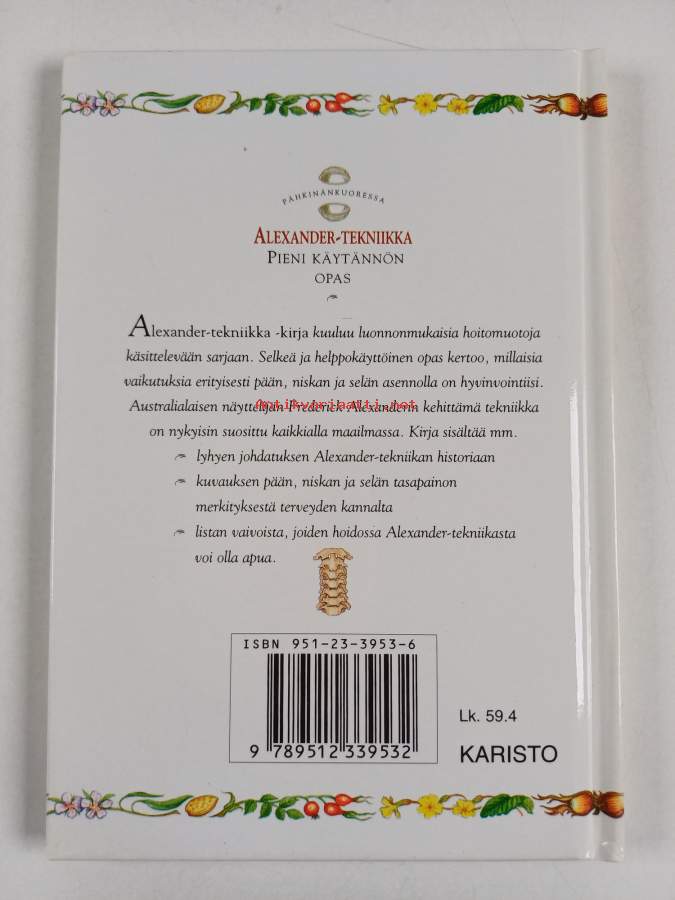 PÄHKINÄNKUORESSA
ALEXANDER-TEKNIIKKA
PIENI KÄYTÄNNÖN
OPAS
Alexander-tekniikka -kirja kuuluu luonnonmukaisia hoitomuotoja
käsittelevään sarjaan. Selkeä ja helppokäyttöinen opas kertoo, millaisia
vaikutuksia erityisesti pään, niskan ja selän asennolla on hyvinvointiisi.
Antikvariaatti.net
Australialaisen näyttelijän Frederick Alexanderin kehittämä tekniikka
on nykyisin suosittu kaikkialla maailmassa. Kirja sisältää mm.
lyhyen johdatuksen Alexander-tekniikan historiaan
kuvauksen pään, niskan ja selän tasapainon
merkityksestä terveyden kannalta
listan vaivoista, joiden hoidossa Alexander-tekniikasta
voi olla apua.
ISBN 951-23-3953-6
9 789512 339532
Lk. 59.4
KARISTO